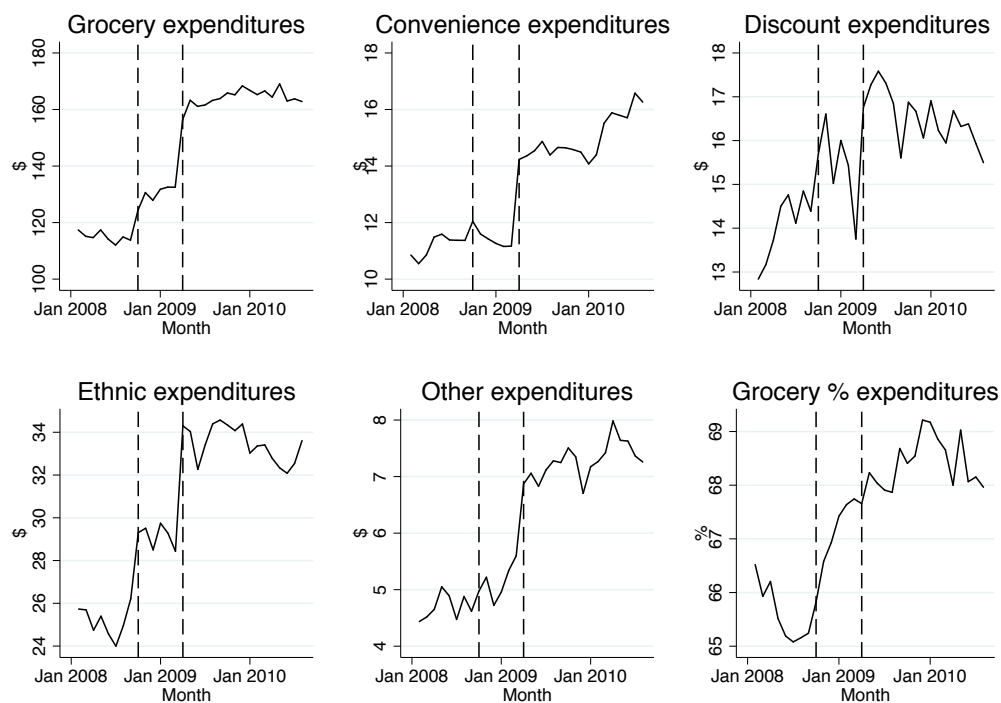 Grocery expenditures
180
160
140
120
100
$
Jan 2008 Jan 2009 Jan 2010
Month
Convenience expenditures
18
16
14
12
10
$
Jan 2008 Jan 2009 Jan 2010
Month
Discount expenditures
18
17
16
15
14
13
$
Jan 2008 Jan 2009 Jan 2010
Month
Ethnic expenditures
34
32
30
28
26
24
$
Jan 2008 Jan 2009 Jan 2010
Month
Other expenditures
8
7
6
5
4
$
Jan 2008 Jan 2009 Jan 2010
Month
Grocery % expenditures
69
68
67
66
65
%
Jan 2008 Jan 2009 Jan 2010
Month